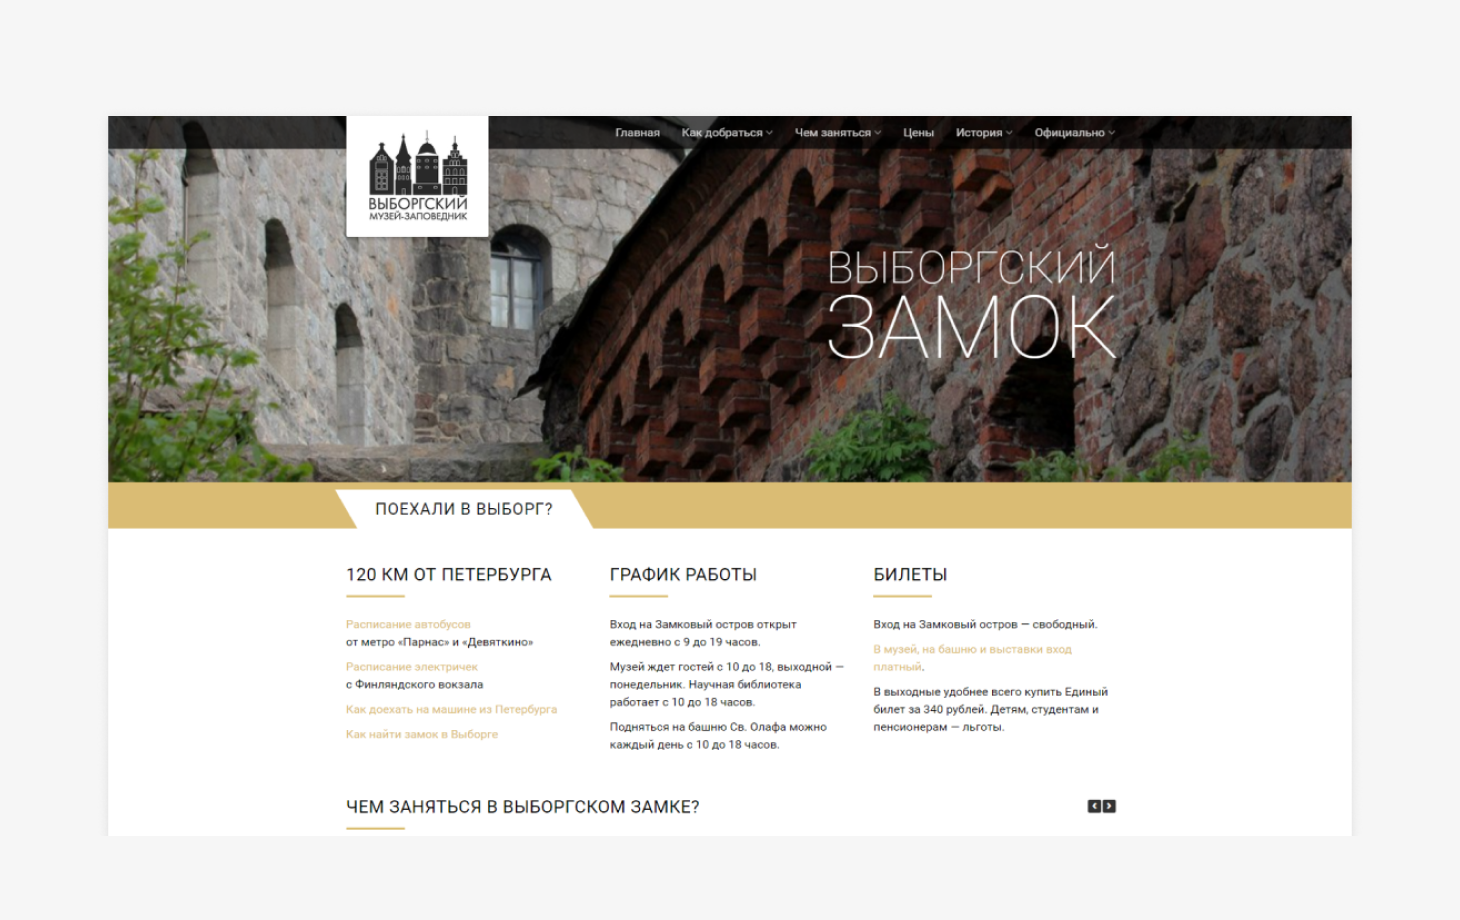 Главная Как добраться Чем заняться Цены История Официально
ВЫБОРГСКИЙ
МУЗЕЙ-ЗАПОВЕДНИК
ВЫБОРГСКИЙ
ЗАМОК
ПОЕХАЛИ В ВЫБОРГ?
120 КМ ОТ ПЕТЕРБУРГА
Расписание автобусов
от метро «Парнас» и «Девяткино»
Расписание электричек
с Финляндского вокзала
Как доехать на машине из Петербурга
Как найти замок в Выборге
ГРАФИК РАБОТЫ
Вход на Замковый остров открыт
ежедневно с 9 до 19 часов.
Музей ждет гостей с 10 до 18, выходной —
понедельник. Научная библиотека
работает с 10 до 18 часов.
Подняться на башню Св. Олафа можно
каждый день с 10 до 18 часов.
БИЛЕТЫ
Вход на Замковый остров — свободный.
В музей, на башню и выставки вход
платный.
В выходные удобнее всего купить Единый
билет за 340 рублей. Детям, студентам и
пенсионерам — льготы.
ЧЕМ ЗАНЯТЬСЯ В ВЫБОРГСКОМ ЗАМКЕ?